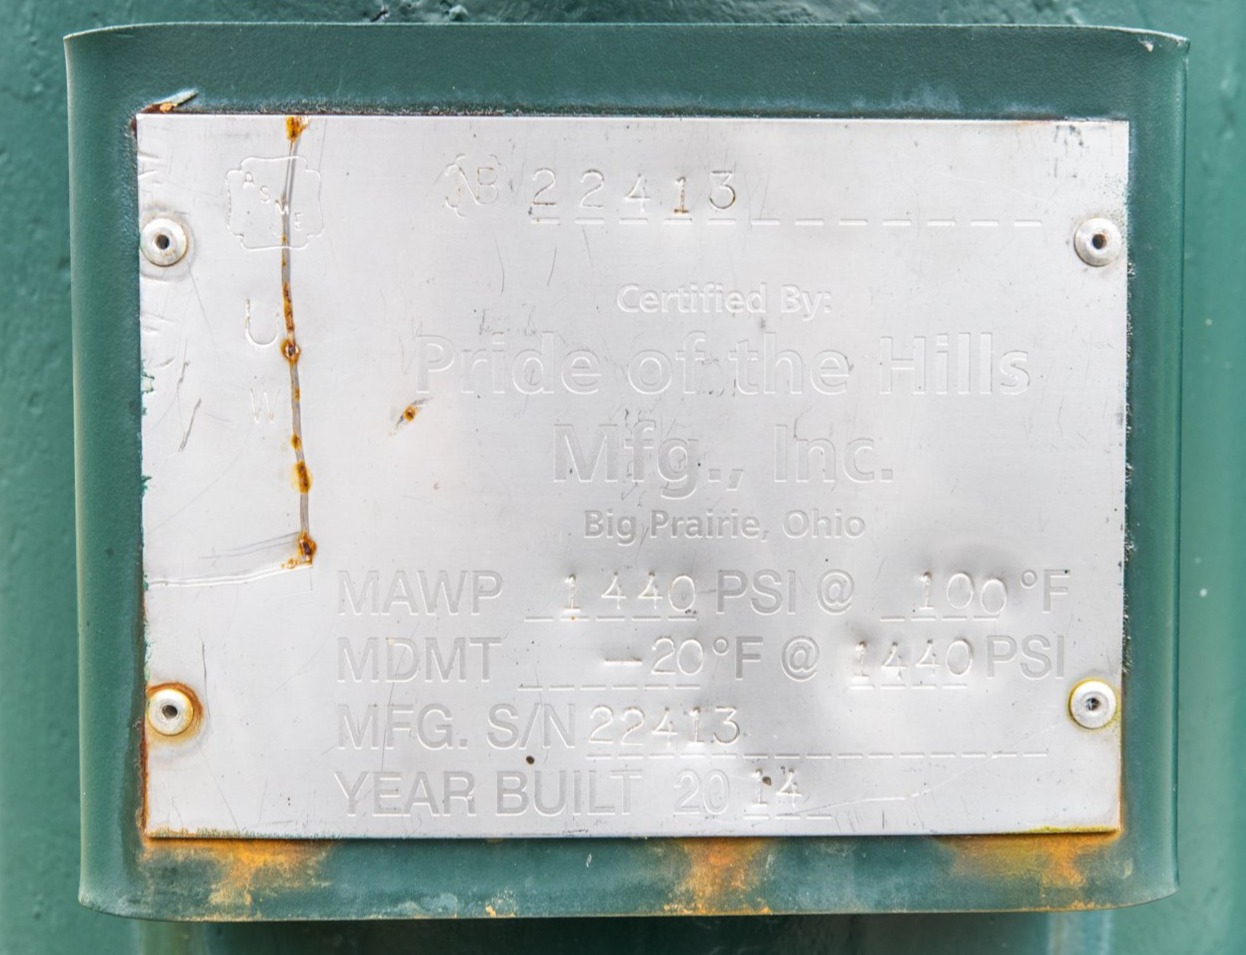 ASME
NB 22413
U
W
Certified By:
Pride of the Hills
Mfg., Inc.
Big Prairie, Ohio
MAWP 1440 PSI @ 100°F
MDMT -20°F @ 1440 PSI
MFG. S/N 22413
YEAR BUILT 2014